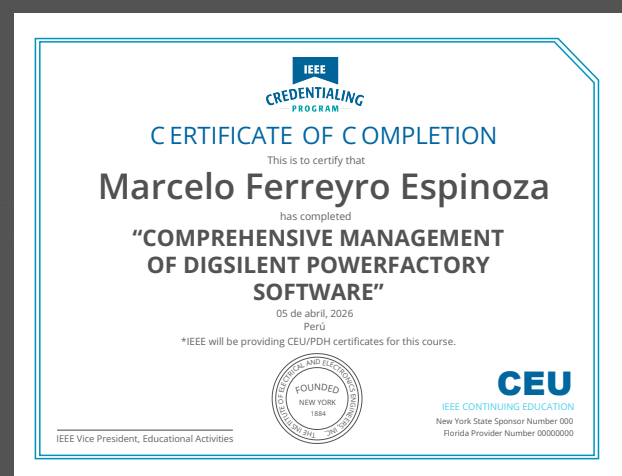 IEEE
CREDENTIALING
PROGRAM
CERTIFICATE OF COMPLETION
This is to certify that
Marcelo Ferreyro Espinoza
has completed
“COMPREHENSIVE MANAGEMENT
OF DIGSILENT POWERFACTORY
SOFTWARE”
05 de abril, 2026
Perú
*IEEE will be providing CEU/PDH certificates for this course.
THE INSTITUTE OF ELECTRICAL AND ELECTRONICS ENGINEERS, INC.
FOUNDED
NEW YORK
1884
CEU
IEEE CONTINUING EDUCATION
New York State Sponsor Number 000
Florida Provider Number 00000000
IEEE Vice President, Educational Activities